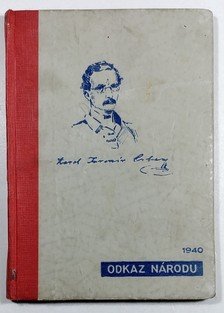 Karel Jaromír Erben
1940
ODKAZ NÁRODU